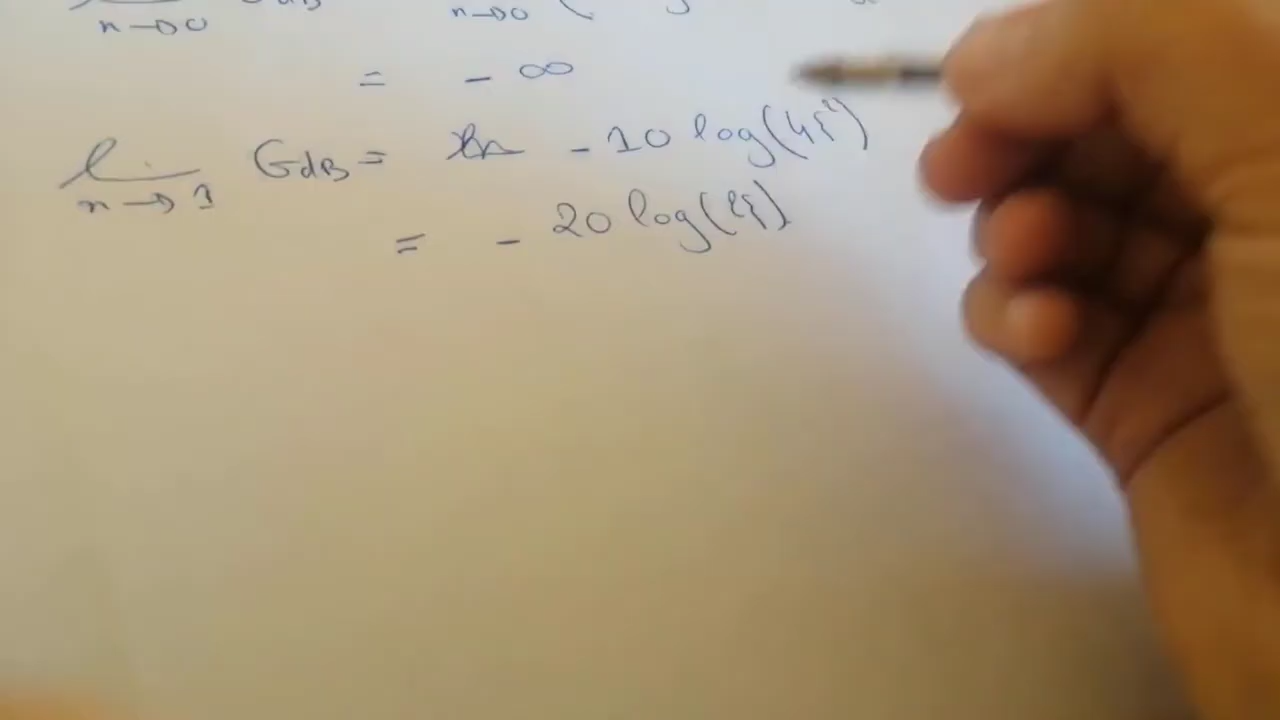 n→∞ n→∞ (
= - ∞
lim n→1 GdB = - 10 log(4ξ²)
= - 20 log(2ξ)